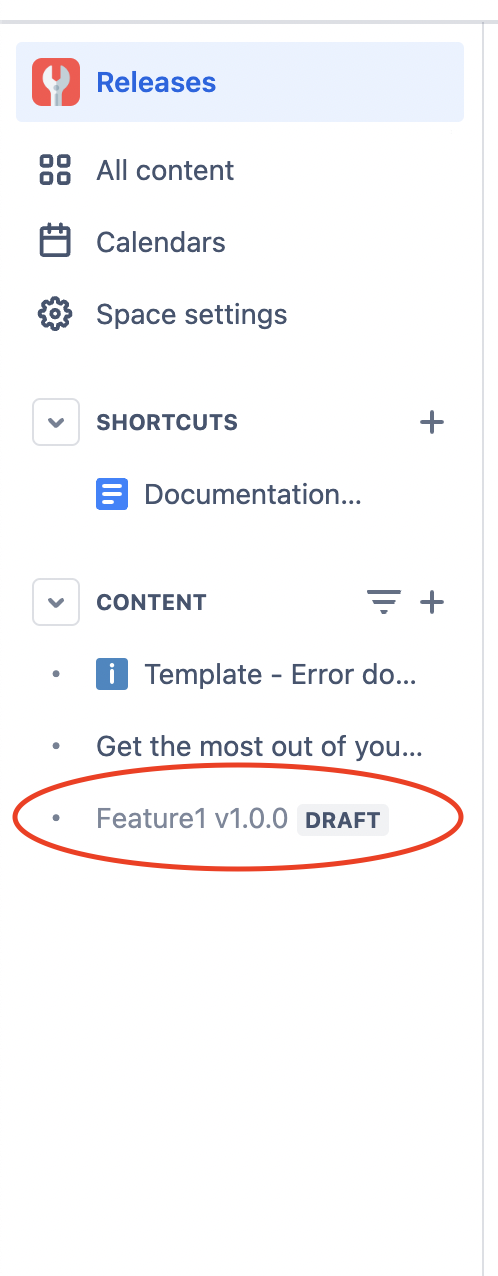 Releases
All content
Calendars
Space settings
SHORTCUTS
Documentation...
CONTENT
Template - Error do...
Get the most out of you...
Feature1 v1.0.0 DRAFT